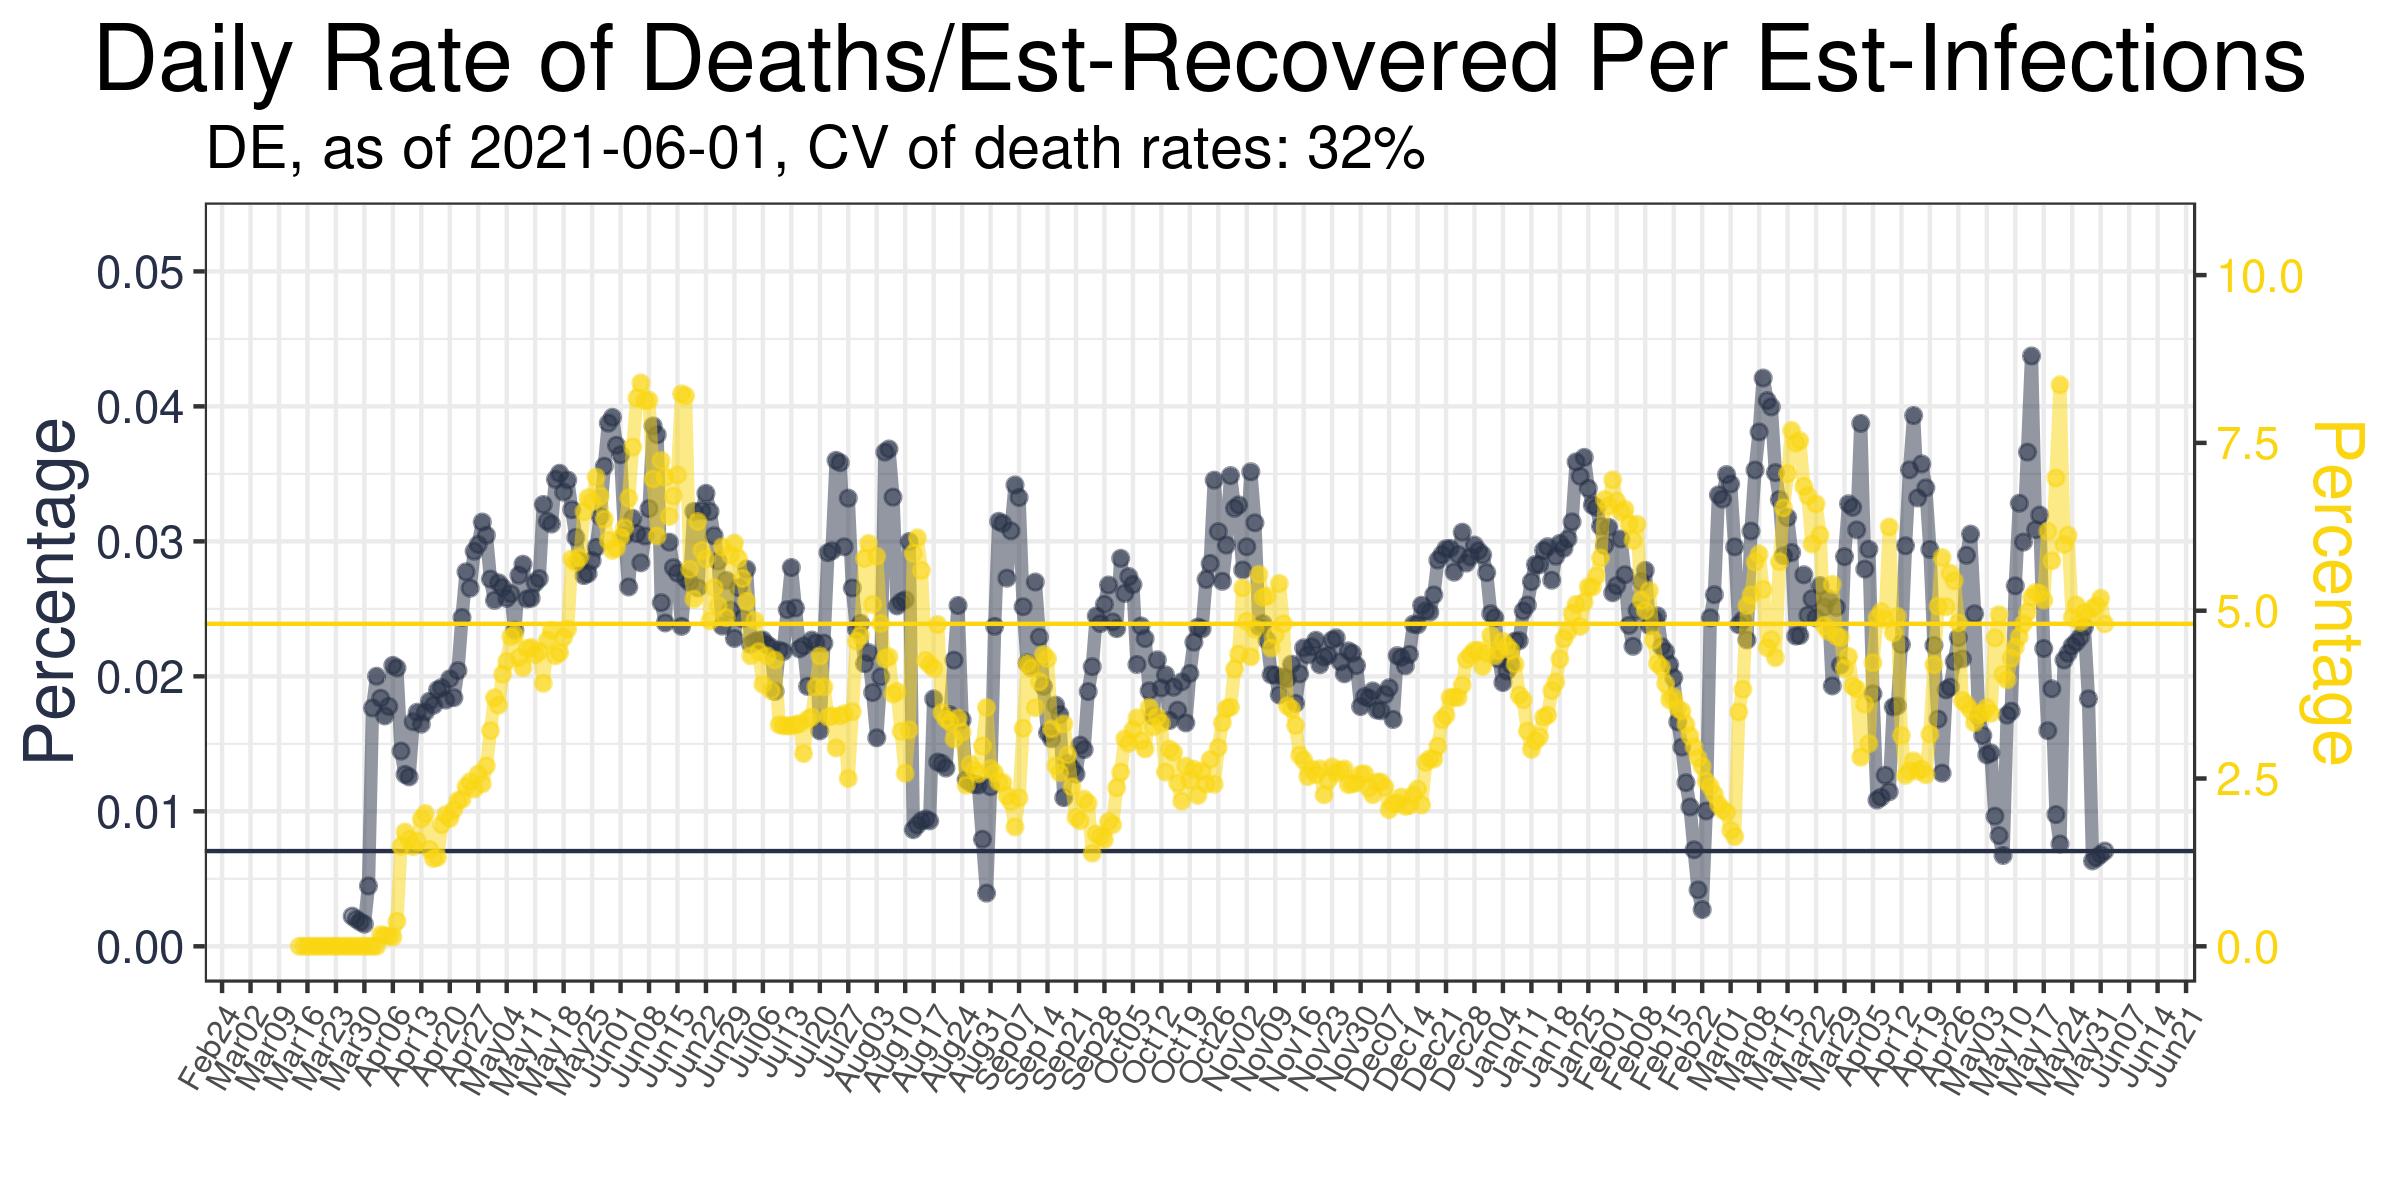 Daily Rate of Deaths/Est-Recovered Per Est-Infections
DE, as of 2021-06-01, CV of death rates: 32%
Percentage
0.05
0.04
0.03
0.02
0.01
0.00
10.0
7.5
5.0
2.5
0.0
Percentage
Feb24
Mar02
Mar09
Mar16
Mar23
Mar30
Apr06
Apr13
Apr20
Apr27
May04
May11
May18
May25
Jun01
Jun08
Jun15
Jun22
Jun29
Jul06
Jul13
Jul20
Jul27
Aug03
Aug10
Aug17
Aug24
Aug31
Sep07
Sep14
Sep21
Sep28
Oct05
Oct12
Oct19
Oct26
Nov02
Nov09
Nov16
Nov23
Nov30
Dec07
Dec14
Dec21
Dec28
Jan04
Jan11
Jan18
Jan25
Feb01
Feb08
Feb15
Feb22
Mar01
Mar08
Mar15
Mar22
Mar29
Apr05
Apr12
Apr19
Apr26
May03
May10
May17
May24
May31
Jun07
Jun14
Jun21